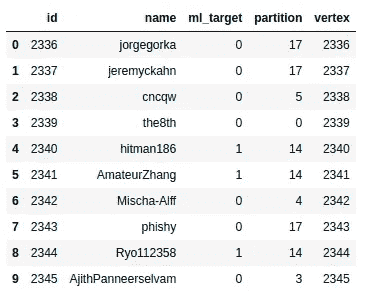 id name ml_target partition vertex
0 2336 jorgegorka 0 17 2336
1 2337 jeremyckahn 0 17 2337
2 2338 cncqw 0 5 2338
3 2339 the8th 0 0 2339
4 2340 hitman186 1 14 2340
5 2341 AmateurZhang 1 14 2341
6 2342 Mischa-Alff 0 4 2342
7 2343 phishy 0 17 2343
8 2344 Ryo112358 1 14 2344
9 2345 AjithPanneerselvam 0 3 2345